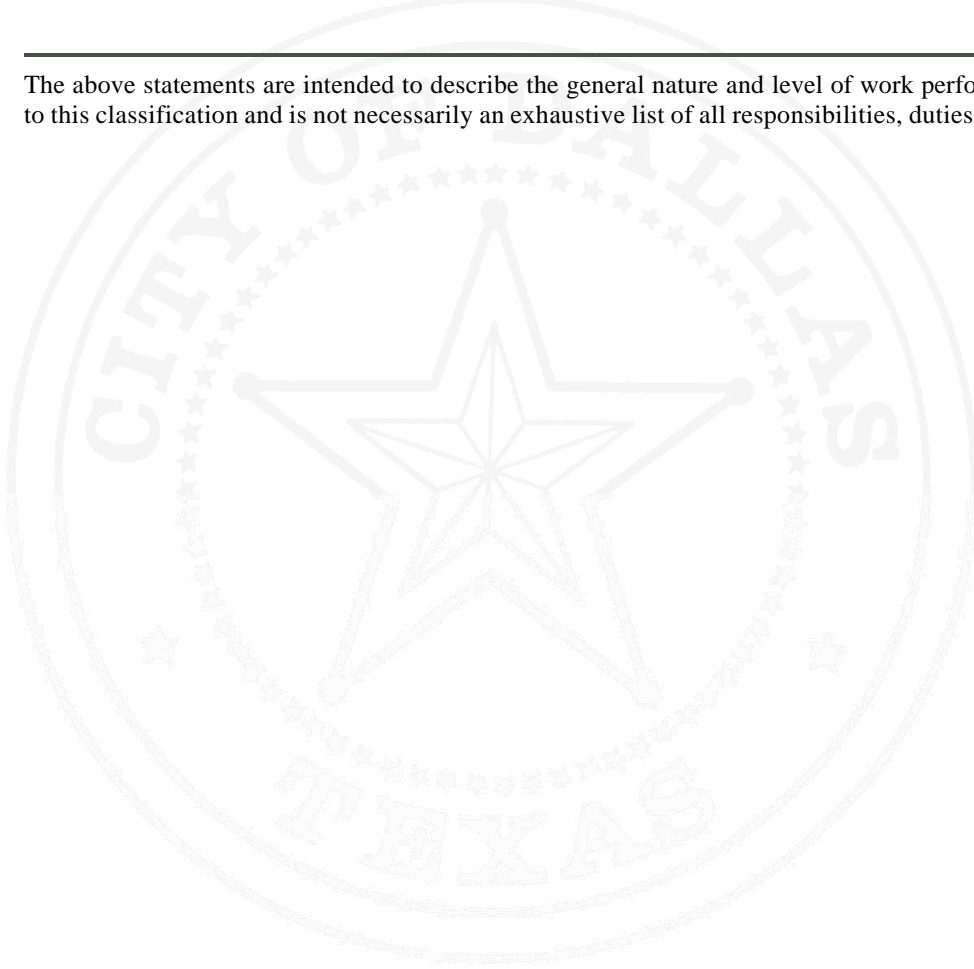 The above statements are intended to describe the general nature and level of work
to this classification and is not necessarily an exhaustive list of all responsibilities, duties
CITY OF DALLAS
TEXAS